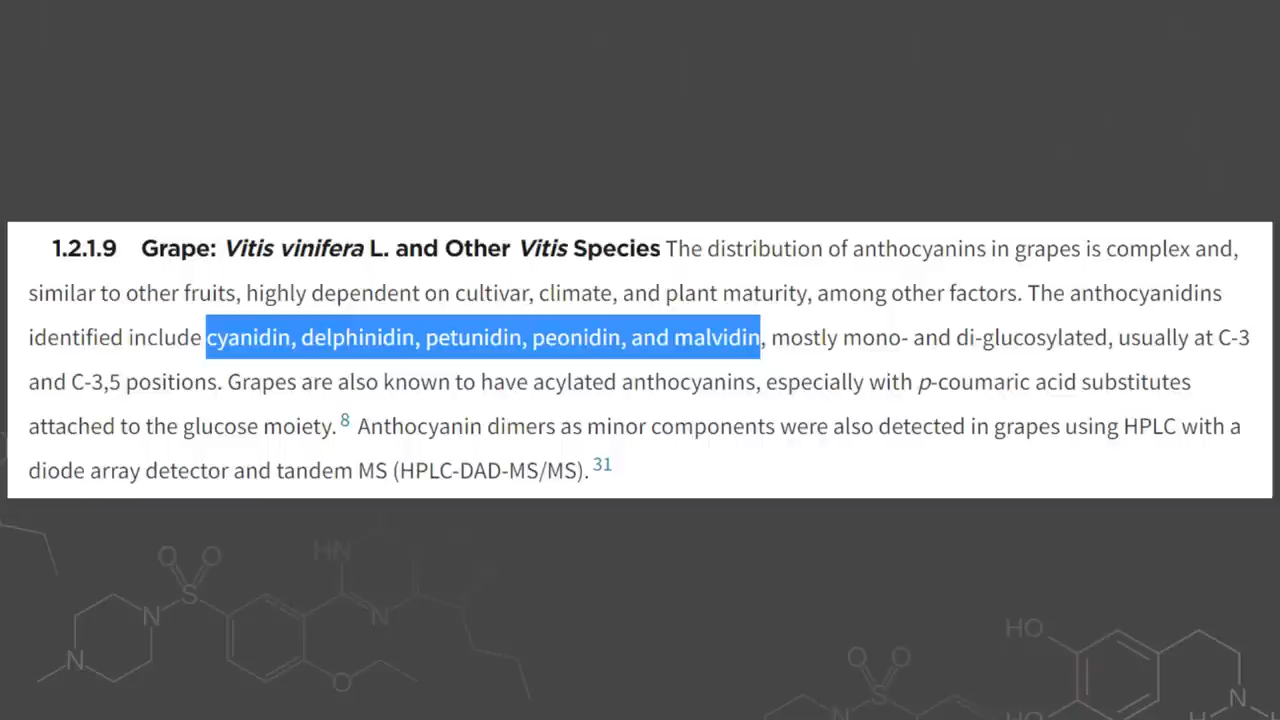 1.2.1.9 Grape: Vitis vinifera L. and Other Vitis Species The distribution of anthocyanins in grapes is complex and,
similar to other fruits, highly dependent on cultivar, climate, and plant maturity, among other factors. The anthocyanidins
identified include cyanidin, delphinidin, petunidin, peonidin, and malvidin, mostly mono- and di-glucosylated, usually at C-3
and C-3,5 positions. Grapes are also known to have acylated anthocyanins, especially with p-coumaric acid substitutes
attached to the glucose moiety. 8 Anthocyanin dimers as minor components were also detected in grapes using HPLC with a
diode array detector and tandem MS (HPLC-DAD-MS/MS). 31
HN
O O
S
N
N
N
O
HO
O O
S
N
N
HO